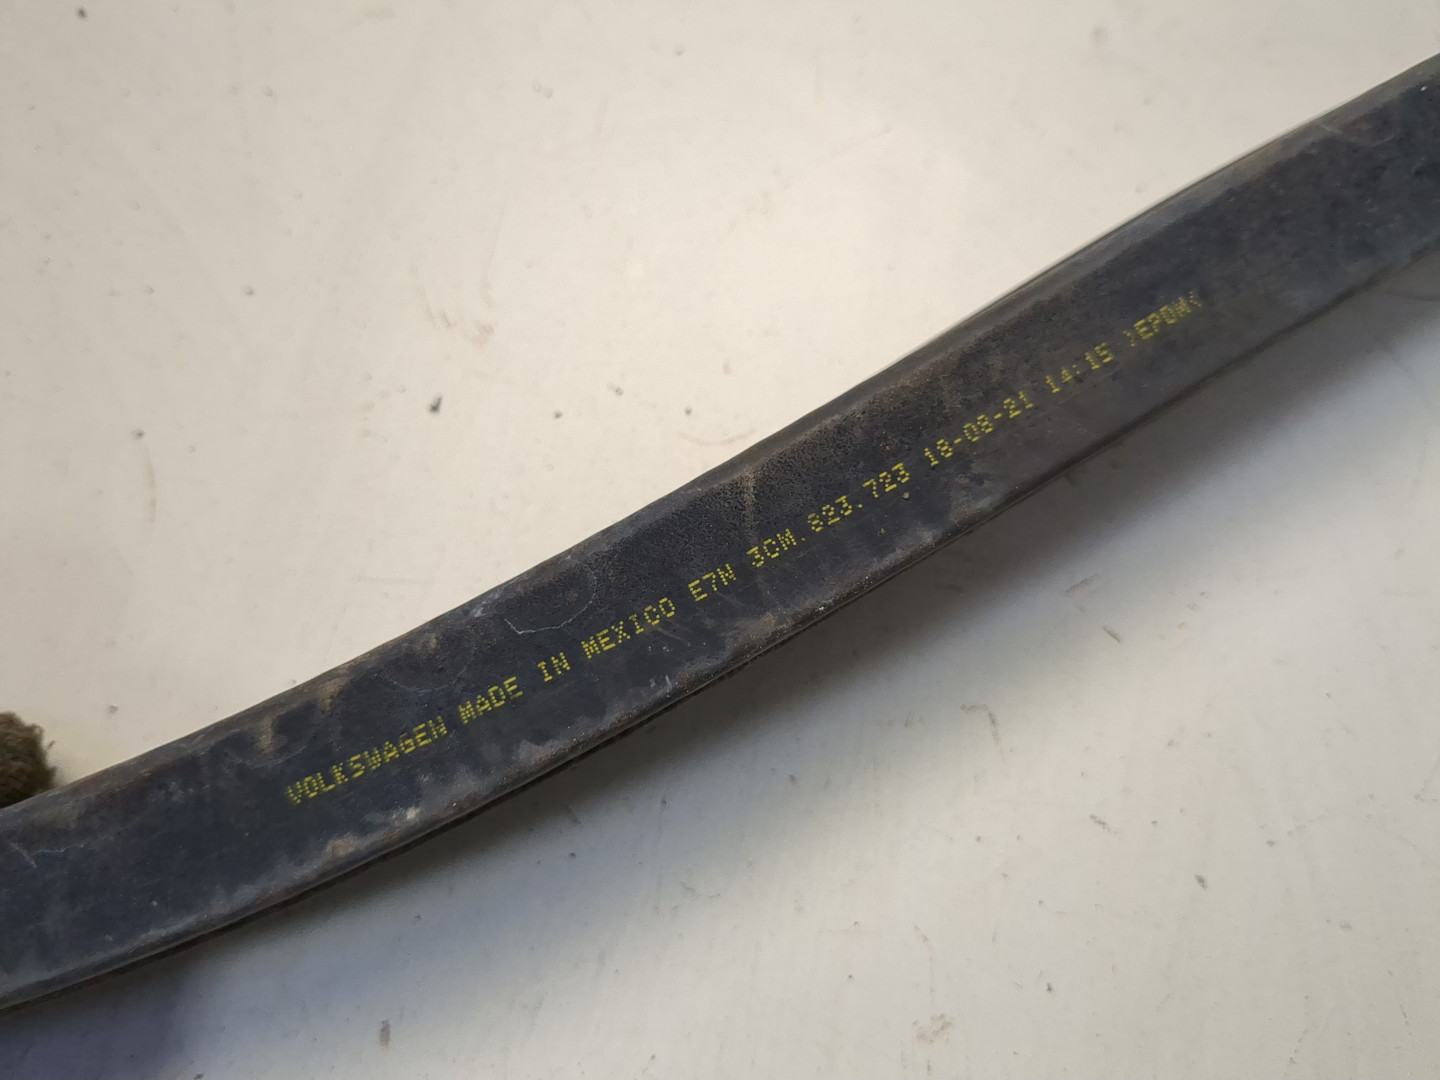 VOLKSWAGEN MADE IN MEXICO E7N 3CM.823.723 18-08-21 14:15 >EPDM<